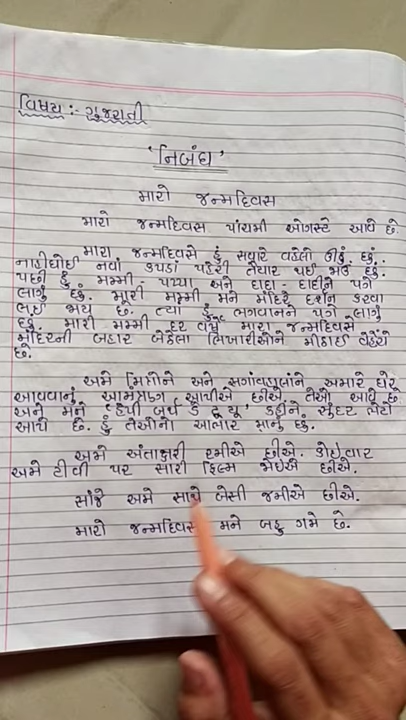 વિષય :- ગુજરાતી
'નિબંધ'
મારો જન્મદિવસ
મારો જન્મદિવસ પાંચમી ઓગસ્ટે આવે છે.
મારા જન્મદિવસે હું સવારે વહેલો ઊઠું છું.
નાહીધોઈ નવાં કપડાં પહેરી તૈયાર થઈ જાઉં છું.
પછી હું મમ્મી - પપ્પા અને દાદા - દાદીને પગે
લાગું છું. મારી મમ્મી મને મંદિરે દર્શન કરવા
લઈ જાય છે. ત્યાં હું ભગવાનને પગે લાગું
છું. મારી મમ્મી દર વર્ષે મારા જન્મદિવસે
મંદિરની બહાર બેઠેલા ભિખારીઓને મીઠાઈ વહેંચે
છે.
અમે મિત્રોને અને સગાંવહાલાંને અમારે ઘેર
આવવાનું આમંત્રણ આપીએ છીએ. તેઓ આવે છે
અને મને 'હેપી બર્થ ડે ટૂ યૂ' કહીને સુંદર ભેટો
આપે છે. હું તેઓનો આભાર માનું છું.
અમે અંતાક્ષરી રમીએ છીએ. કોઈવાર
અમે ટીવી પર સારી ફિલ્મ જોઈએ છીએ.
સાંજે અમે સાથે બેસી જમીએ છીએ.
મારો જન્મદિવસ મને બહુ ગમે છે.